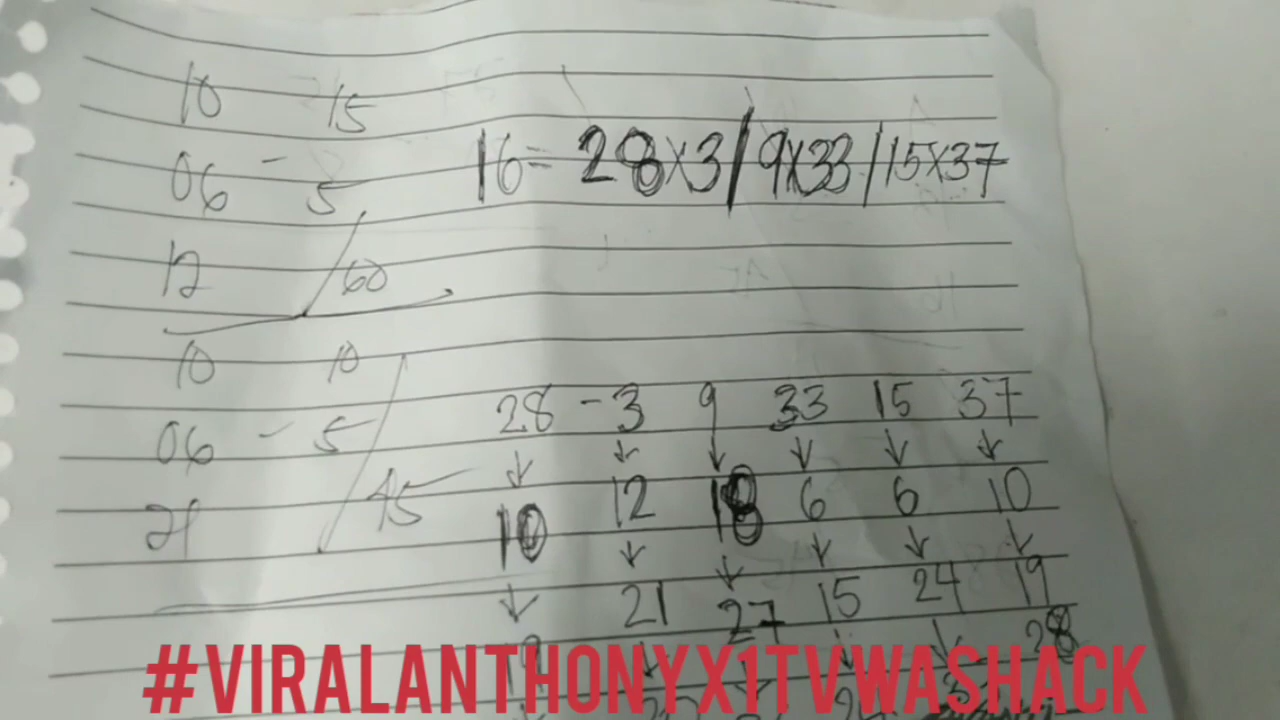 10 15
16= 28x3/9x33/15x37
06 - 5
12 /60
10 10
28 - 3 9 33 15 37
06 - 5
↓ ↓ ↓ ↓ ↓ ↓
/45
10 12 18 6 6 10
↓ ↓ ↓ ↓ ↓ ↓
21 27 15 24 19
28
#VIRALANTHONYX1TVWASHACK